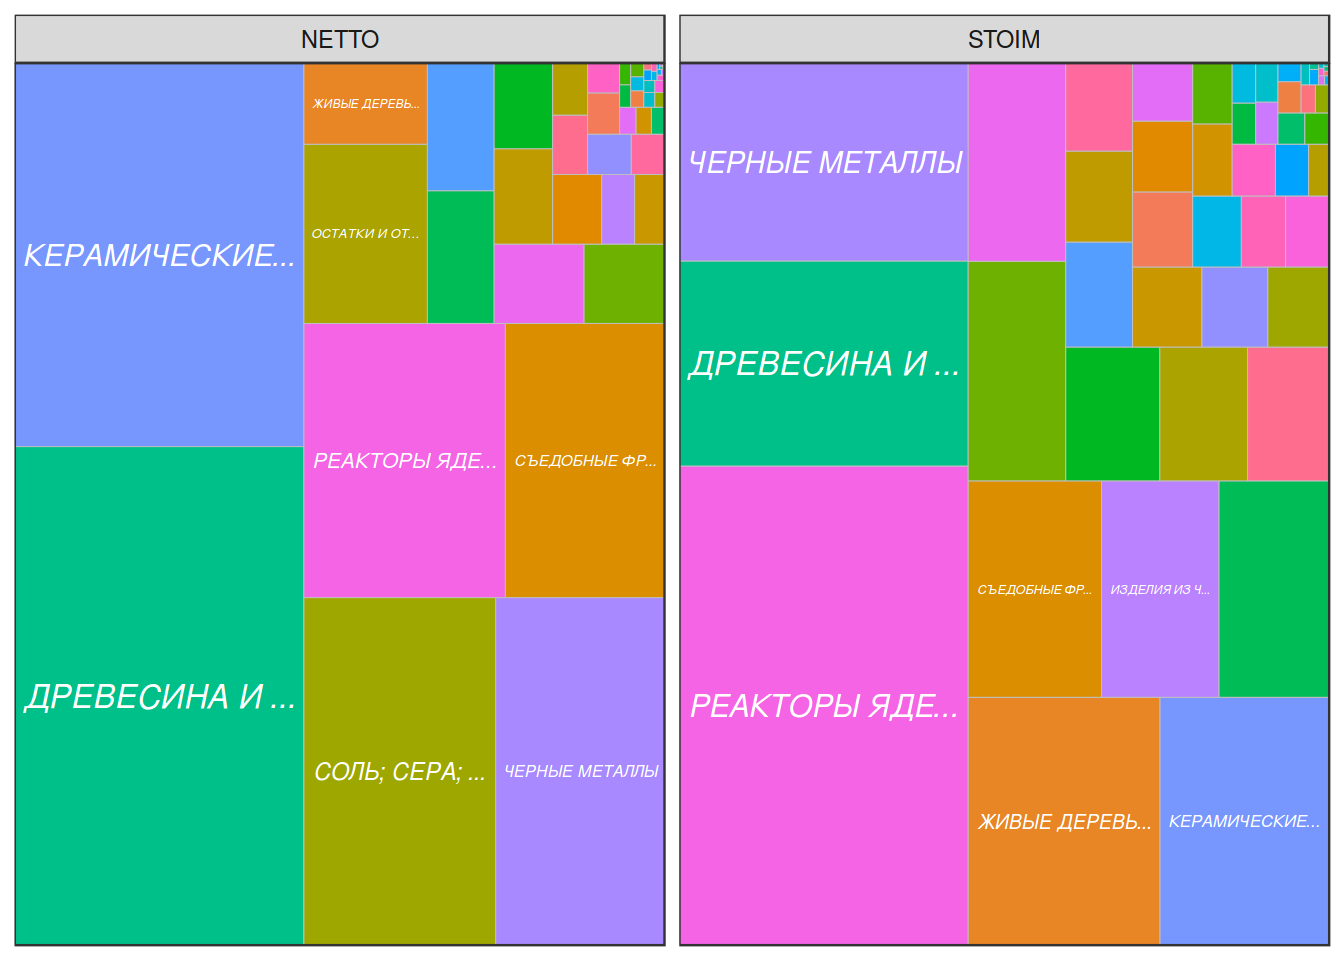 NETTO
ЖИВЫЕ ДЕРЕВЬ...
ОСТАТКИ И ОТ...
КЕРАМИЧЕСКИЕ...
РЕАКТОРЫ ЯДЕ...
СЪЕДОБНЫЕ ФР...
ДРЕВЕСИНА И ...
СОЛЬ; СЕРА; ...
ЧЕРНЫЕ МЕТАЛЛЫ
STOIM
ЧЕРНЫЕ МЕТАЛЛЫ
ДРЕВЕСИНА И ...
СЪЕДОБНЫЕ ФР...
ИЗДЕЛИЯ ИЗ Ч...
РЕАКТОРЫ ЯДЕ...
ЖИВЫЕ ДЕРЕВЬ...
КЕРАМИЧЕСКИЕ...